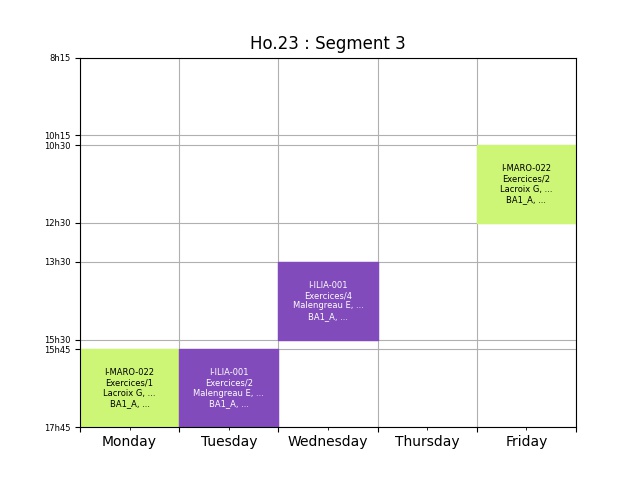 Ho.23 : Segment 3
8h15
10h15
10h30
I-MARO-022
Exercices/2
Lacroix G, ...
BA1_A, ...
12h30
13h30
I-ILIA-001
Exercices/4
Malengreau E, ...
BA1_A, ...
15h30
15h45
I-MARO-022
Exercices/1
Lacroix G, ...
BA1_A, ...
I-ILIA-001
Exercices/2
Malengreau E, ...
BA1_A, ...
17h45
Monday Tuesday Wednesday Thursday Friday